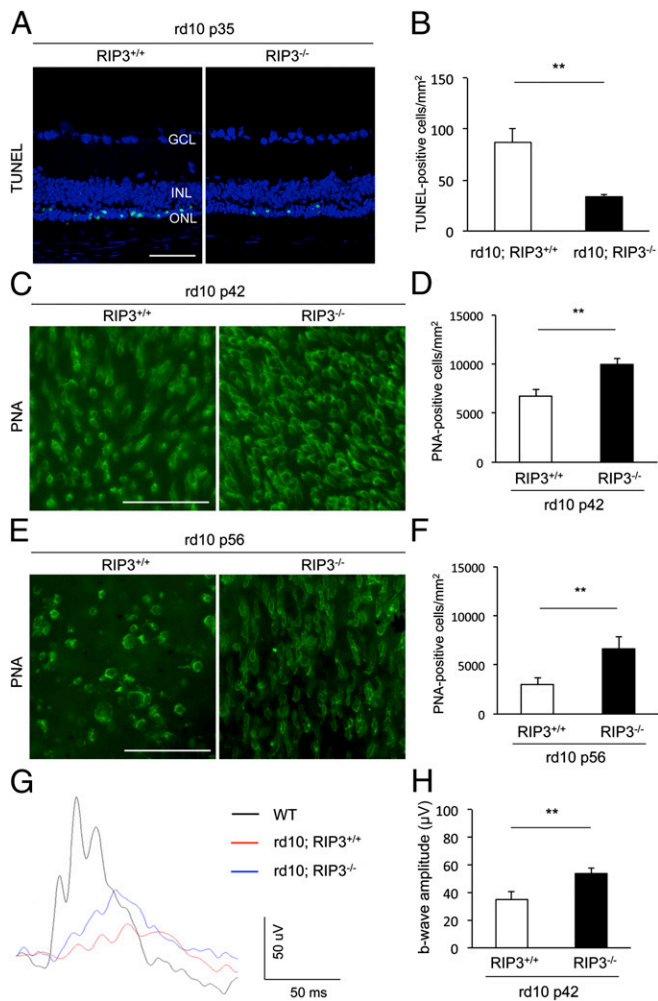 A
rd10 p35
RIP3+/+
RIP3-/-
TUNEL
GCL
INL
ONL
B
**
TUNEL-positive cells/mm2
150
100
50
0
rd10; RIP3+/+
rd10; RIP3-/-
C
rd10 p42
RIP3+/+
RIP3-/-
PNA
D
**
PNA-positive cells/mm2
15000
10000
5000
0
RIP3+/+
RIP3-/-
rd10 p42
E
rd10 p56
RIP3+/+
RIP3-/-
PNA
F
**
PNA-positive cells/mm2
15000
10000
5000
0
RIP3+/+
RIP3-/-
rd10 p56
G
WT
rd10; RIP3+/+
rd10; RIP3-/-
50 uV
50 ms
H
**
b-wave amplitude (μV)
100
80
60
40
20
0
RIP3+/+
RIP3-/-
rd10 p42